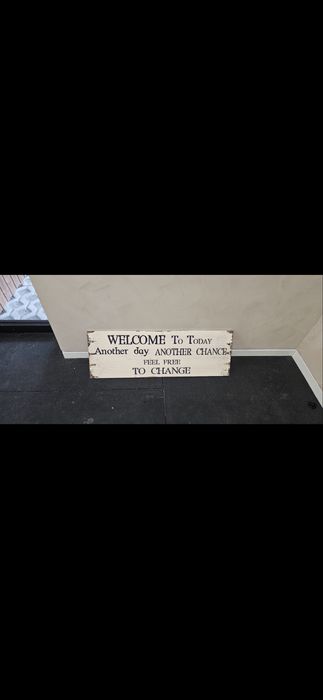 WELCOME TO TODAY
Another day ANOTHER CHANCE
FEEL FREE
TO CHANGE